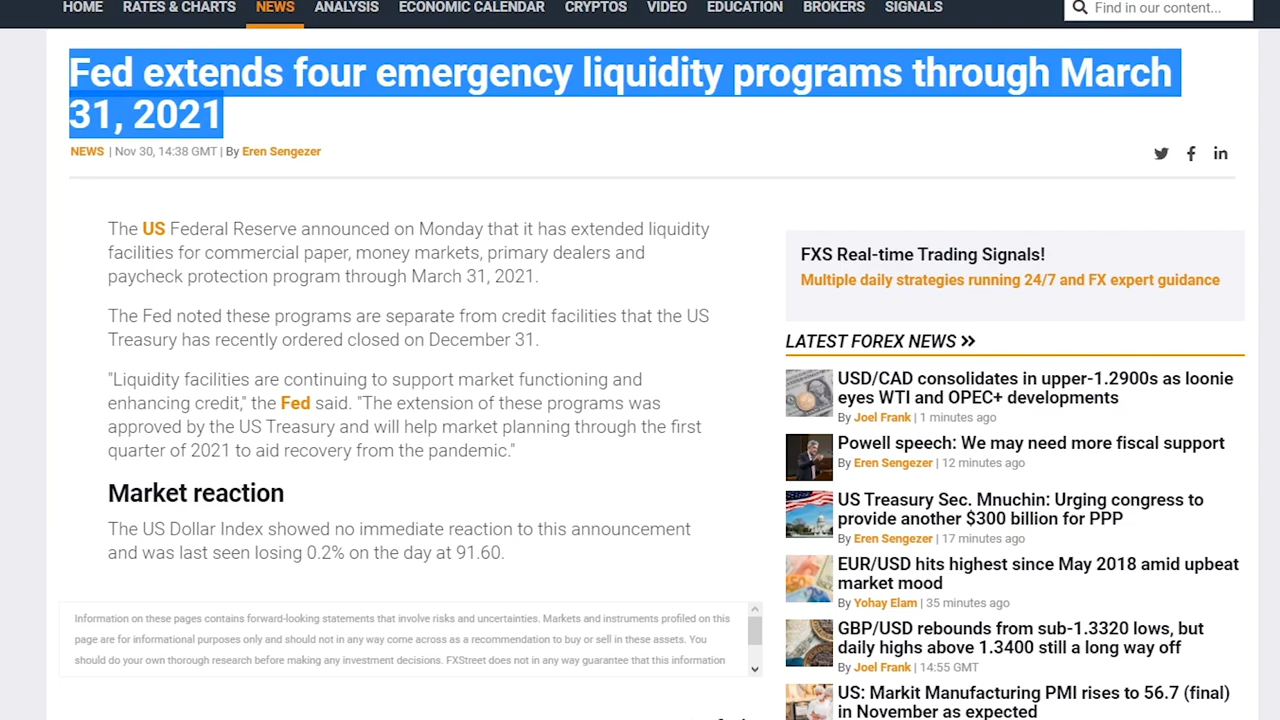 HOME RATES & CHARTS NEWS ANALYSIS ECONOMIC CALENDAR CRYPTOS VIDEO EDUCATION BROKERS SIGNALS Find in our content...
Fed extends four emergency liquidity programs through March
31, 2021
NEWS | Nov 30, 14:38 GMT | By Eren Sengezer
The US Federal Reserve announced on Monday that it has extended liquidity
facilities for commercial paper, money markets, primary dealers and
paycheck protection program through March 31, 2021.
The Fed noted these programs are separate from credit facilities that the US
Treasury has recently ordered closed on December 31.
"Liquidity facilities are continuing to support market functioning and
enhancing credit," the Fed said. "The extension of these programs was
approved by the US Treasury and will help market planning through the first
quarter of 2021 to aid recovery from the pandemic."
Market reaction
The US Dollar Index showed no immediate reaction to this announcement
and was last seen losing 0.2% on the day at 91.60.
Information on these pages contains forward-looking statements that involve risks and uncertainties. Markets and instruments profiled on this
page are for informational purposes only and should not in any way come across as a recommendation to buy or sell in these assets. You
should do your own thorough research before making any investment decisions. FXStreet does not in any way guarantee that this information
FXS Real-time Trading Signals!
Multiple daily strategies running 24/7 and FX expert guidance
LATEST FOREX NEWS
USD/CAD consolidates in upper-1.2900s as loonie
eyes WTI and OPEC+ developments
By Joel Frank | 1 minutes ago
Powell speech: We may need more fiscal support
By Eren Sengezer | 12 minutes ago
US Treasury Sec. Mnuchin: Urging congress to
provide another $300 billion for PPP
By Eren Sengezer | 17 minutes ago
EUR/USD hits highest since May 2018 amid upbeat
market mood
By Yohay Elam | 35 minutes ago
GBP/USD rebounds from sub-1.3320 lows, but
daily highs above 1.3400 still a long way off
By Joel Frank | 14:55 GMT
US: Markit Manufacturing PMI rises to 56.7 (final)
in November as expected